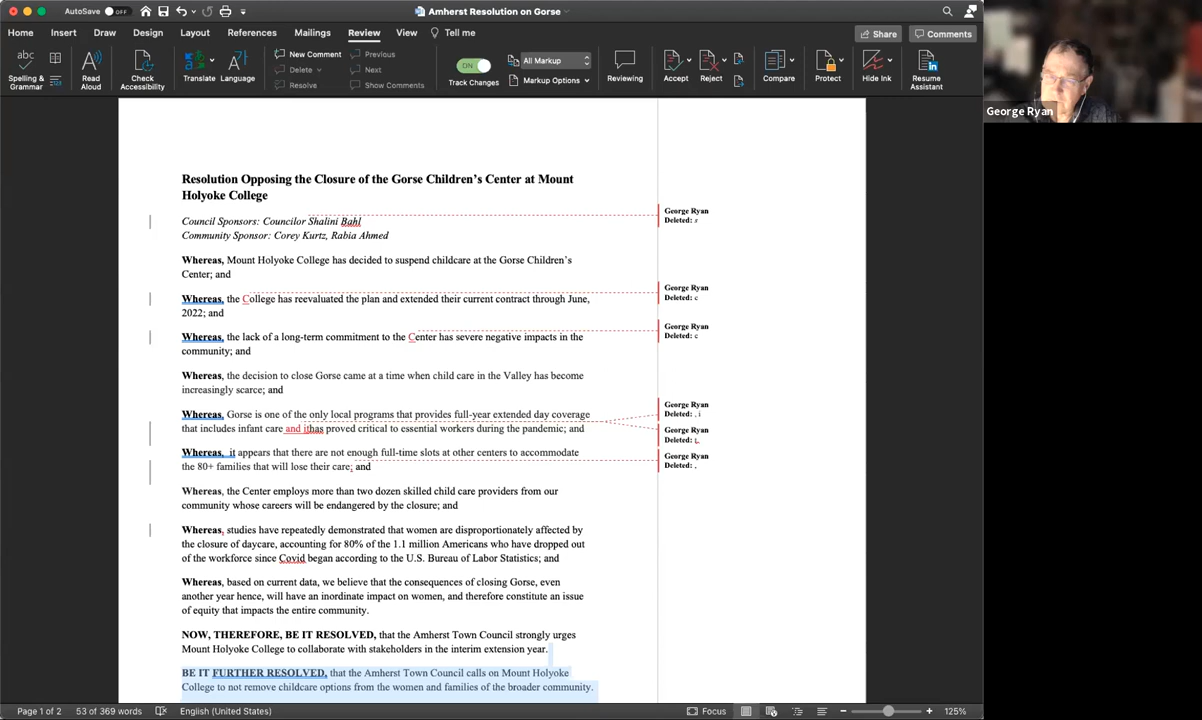 AutoSave OFF
Amherst Resolution on Gorse
Home Insert Draw Design Layout References Mailings Review View Tell me
Share Comments
Spelling & Grammar
Read Aloud
Check Accessibility
Translate
Language
New Comment
Delete
Resolve
Previous
Next
Show Comments
ON
Track Changes
All Markup
Markup Options
Reviewing
Accept
Reject
Compare
Protect
Hide Ink
Resume Assistant
George Ryan
Resolution Opposing the Closure of the Gorse Children's Center at Mount
Holyoke College
Council Sponsors: Councilor Shalini Bahl
Community Sponsor: Corey Kurtz, Rabia Ahmed
Whereas, Mount Holyoke College has decided to suspend childcare at the Gorse Children's
Center; and
Whereas, the College has reevaluated the plan and extended their current contract through June,
2022; and
Whereas, the lack of a long-term commitment to the Center has severe negative impacts in the
community; and
Whereas, the decision to close Gorse came at a time when child care in the Valley has become
increasingly scarce; and
Whereas, Gorse is one of the only local programs that provides full-year extended day coverage
that includes infant care and ithas proved critical to essential workers during the pandemic; and
Whereas, it appears that there are not enough full-time slots at other centers to accommodate
the 80+ families that will lose their care; and
Whereas, the Center employs more than two dozen skilled child care providers from our
community whose careers will be endangered by the closure; and
Whereas, studies have repeatedly demonstrated that women are disproportionately affected by
the closure of daycare, accounting for 80% of the 1.1 million Americans who have dropped out
of the workforce since Covid began according to the U.S. Bureau of Labor Statistics; and
Whereas, based on current data, we believe that the consequences of closing Gorse, even
another year hence, will have an inordinate impact on women, and therefore constitute an issue
of equity that impacts the entire community.
NOW, THEREFORE, BE IT RESOLVED, that the Amherst Town Council strongly urges
Mount Holyoke College to collaborate with stakeholders in the interim extension year.
BE IT FURTHER RESOLVED, that the Amherst Town Council calls on Mount Holyoke
College to not remove childcare options from the women and families of the broader community.
George Ryan
Deleted: s
George Ryan
Deleted: c
George Ryan
Deleted: c
George Ryan
Deleted: , i
George Ryan
Deleted:
George Ryan
Deleted: ,
Page 1 of 2 53 of 369 words English (United States) Focus 125%